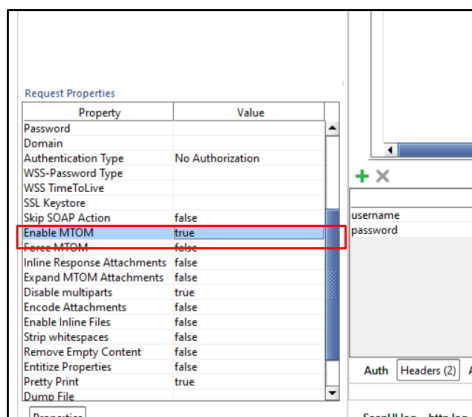 Request Properties
Property Value
Password
Domain
Authentication Type No Authorization
WSS-Password Type
WSS TimeToLive
SSL Keystore
Skip SOAP Action false
Enable MTOM true
Force MTOM false
Inline Response Attachments false
Expand MTOM Attachments false
Disable multiparts true
Encode Attachments false
Enable Inline Files false
Strip whitespaces false
Remove Empty Content false
Entitize Properties false
Pretty Print true
Dump File
Properties
username
password
Auth Headers (2) A